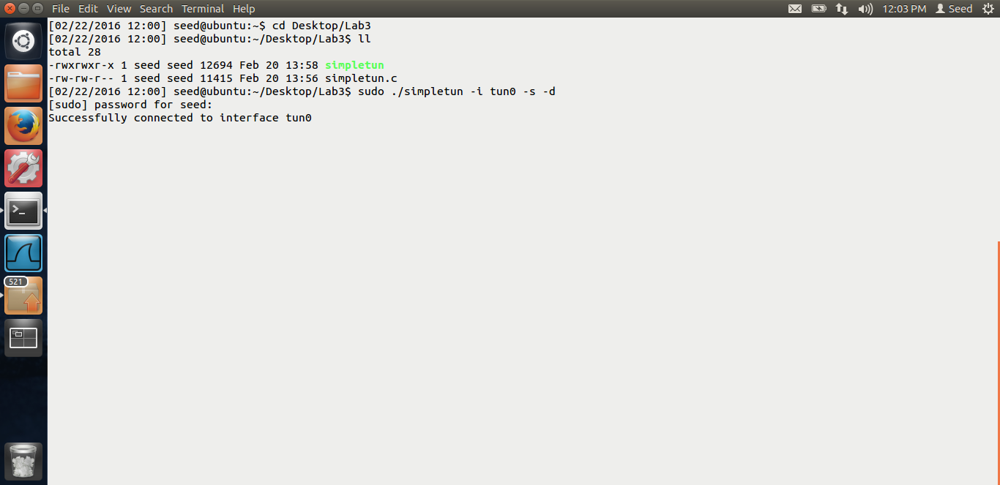 File Edit View Search Terminal Help 12:03 PM Seed
[02/22/2016 12:00] seed@ubuntu:~$ cd Desktop/Lab3
[02/22/2016 12:00] seed@ubuntu:~/Desktop/Lab3$ ll
total 28
-rwxrwxr-x 1 seed seed 12694 Feb 20 13:58 simpletun
-rw-rw-r-- 1 seed seed 11415 Feb 20 13:56 simpletun.c
[02/22/2016 12:00] seed@ubuntu:~/Desktop/Lab3$ sudo ./simpletun -i tun0 -s -d
[sudo] password for seed:
Successfully connected to interface tun0
>_
521